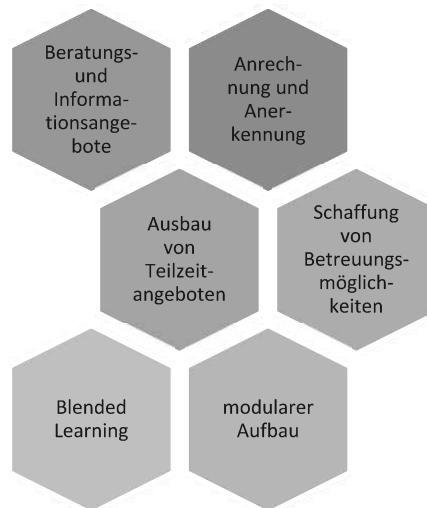 Beratungs-
und
Informa-
tionsange-
bote
Anrech-
nung und
Aner-
kennung
Ausbau
von
Teilzeit-
angeboten
Schaffung
von
Betreuungs-
möglich-
keiten
Blended
Learning
modularer
Aufbau